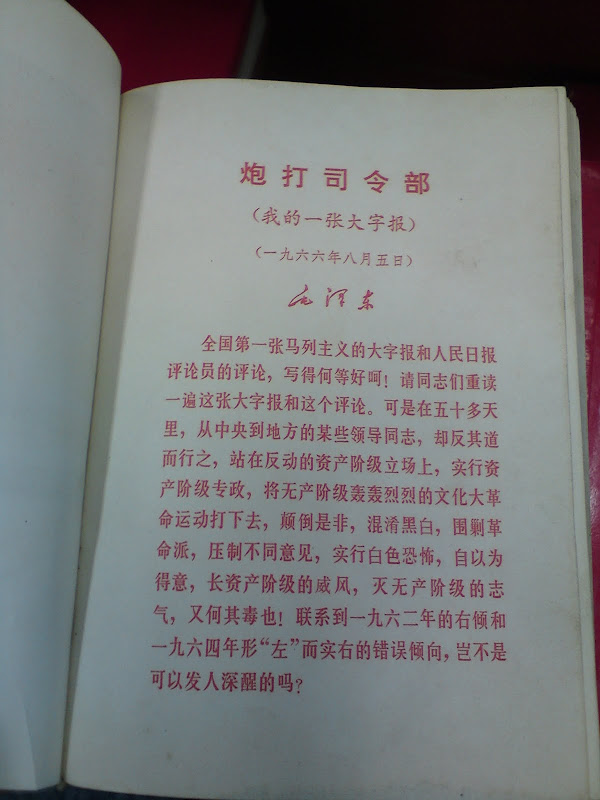 炮打司令部
（我的一张大字报）
（一九六六年八月五日）
毛泽东
全国第一张马列主义的大字报和人民日报
评论员的评论，写得何等好呵！请同志们重读
一遍这张大字报和这个评论。可是在五十多天
里，从中央到地方的某些领导同志，却反其道
而行之，站在反动的资产阶级立场上，实行资
产阶级专政，将无产阶级轰轰烈烈的文化大革
命运动打下去，颠倒是非，混淆黑白，围剿革
命派，压制不同意见，实行白色恐怖，自以为
得意，长资产阶级的威风，灭无产阶级的志
气，又何其毒也！联系到一九六二年的右倾和
一九六四年形“左”而实右的错误倾向，岂不是
可以发人深醒的吗？